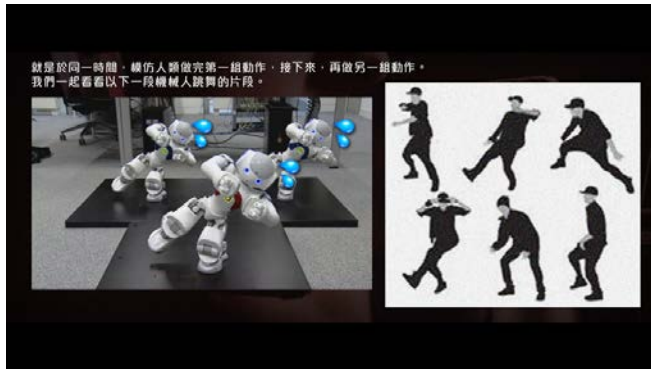 就是於同一時間，模仿人類做完第一組動作，接下來，再做另一組動作。
我們一起看看以下一段機械人跳舞的片段。